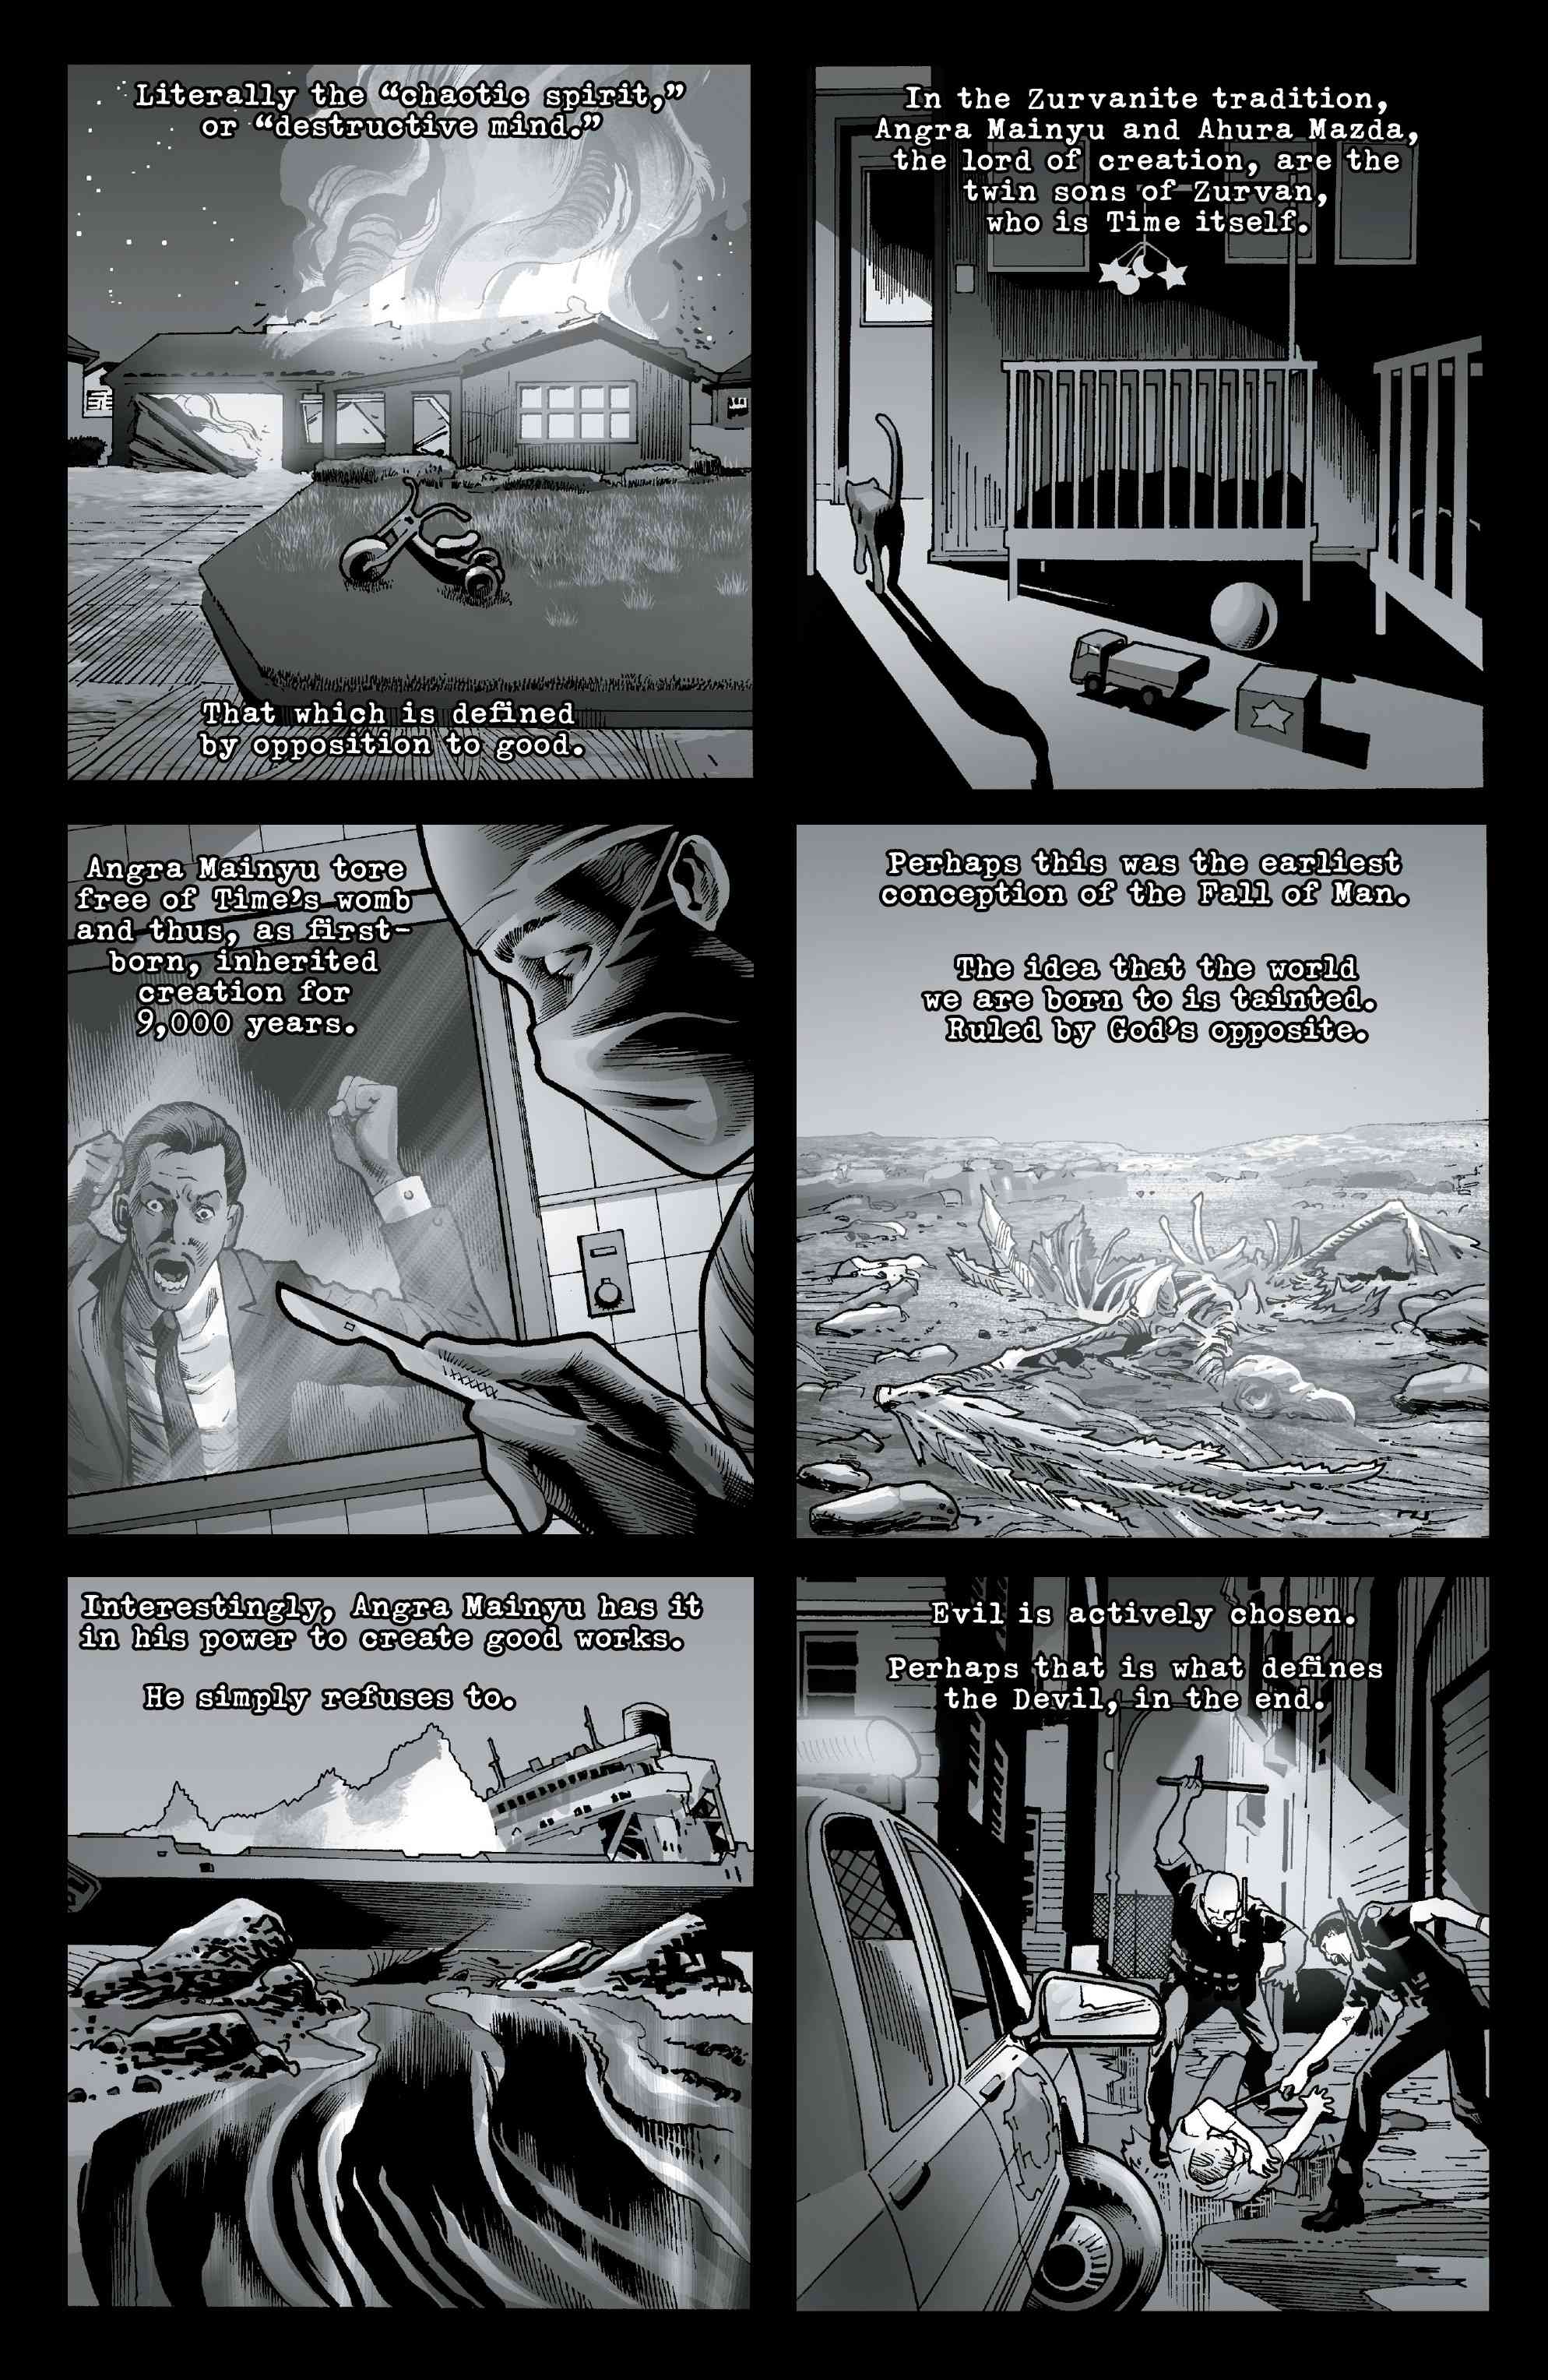 Literally the “chaotic spirit,”
or “destructive mind.”
That which is defined
by opposition to good.
In the Zurvanite tradition,
Angra Mainyu and Ahura Mazda,
the lord of creation, are the
twin sons of Zurvan,
who is Time itself.
Angra Mainyu tore
free of Time’s womb
and thus, as first-
born, inherited
creation for
9,000 years.
Perhaps this was the earliest
conception of the Fall of Man.
The idea that the world
we are born to is tainted.
Ruled by God’s opposite.
Interestingly, Angra Mainyu has it
in his power to create good works.
He simply refuses to.
Evil is actively chosen.
Perhaps that is what defines
the Devil, in the end.